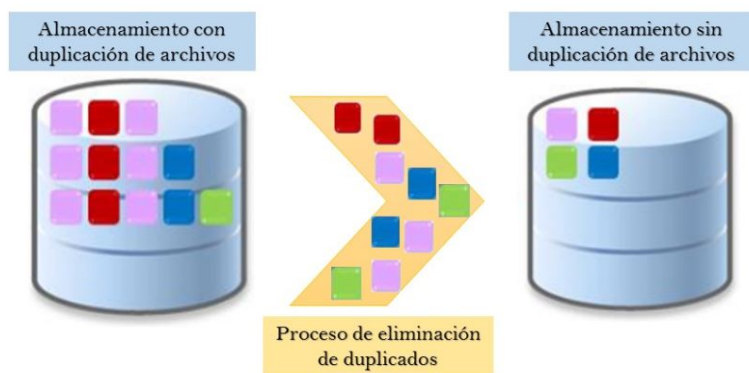 Almacenamiento con
duplicación de archivos
Almacenamiento sin
duplicación de archivos
Proceso de eliminación
de duplicados